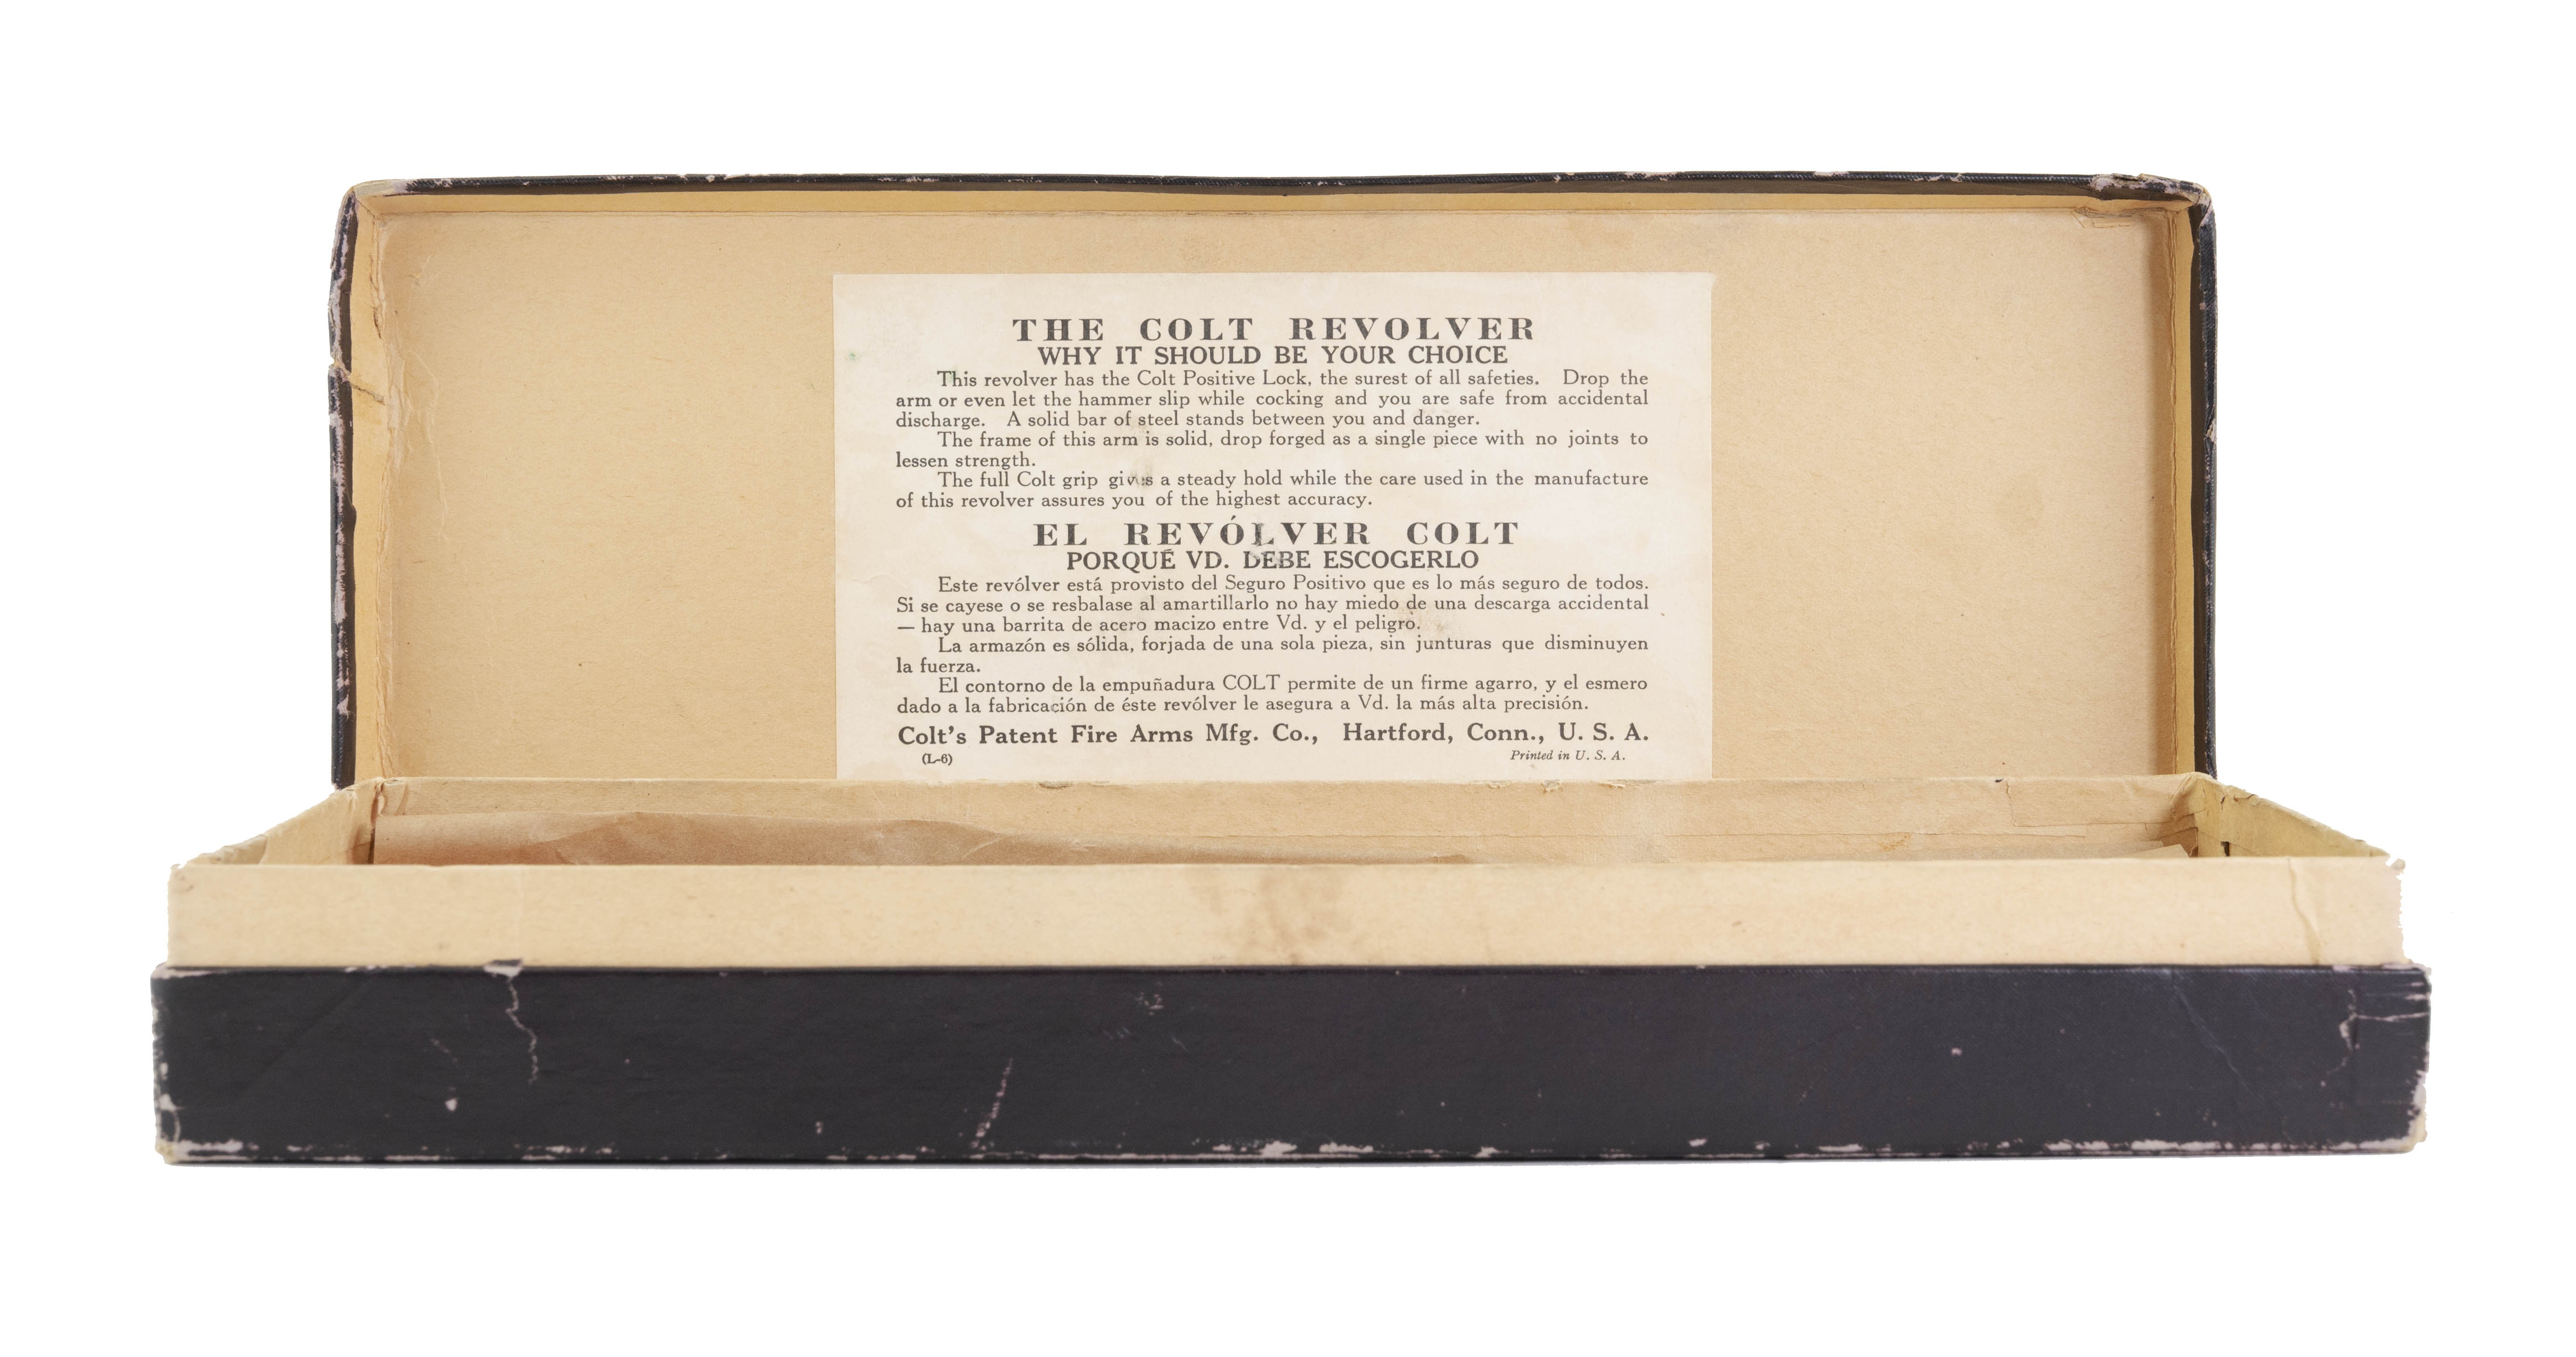 THE COLT REVOLVER
WHY IT SHOULD BE YOUR CHOICE
This revolver has the Colt Positive Lock, the surest of all safeties. Drop the
arm or even let the hammer slip while cocking and you are safe from accidental
discharge. A solid bar of steel stands between you and danger.
The frame of this arm is solid, drop forged as a single piece with no joints to
lessen strength.
The full Colt grip gives a steady hold while the care used in the manufacture
of this revolver assures you of the highest accuracy.
EL REVÓLVER COLT
PORQUÉ VD. DEBE ESCOGERLO
Este revólver está provisto del Seguro Positivo que es lo más seguro de todos.
Si se cayese o se resbalase al amartillarlo no hay miedo de una descarga accidental
— hay una barrita de acero macizo entre Vd. y el peligro.
La armazón es sólida, forjada de una sola pieza, sin junturas que disminuyen
la fuerza.
El contorno de la empuñadura COLT permite de un firme agarro, y el esmero
dado a la fabricación de éste revólver le asegura a Vd. la más alta precisión.
Colt's Patent Fire Arms Mfg. Co., Hartford, Conn., U. S. A.
(L-6) Printed in U. S. A.